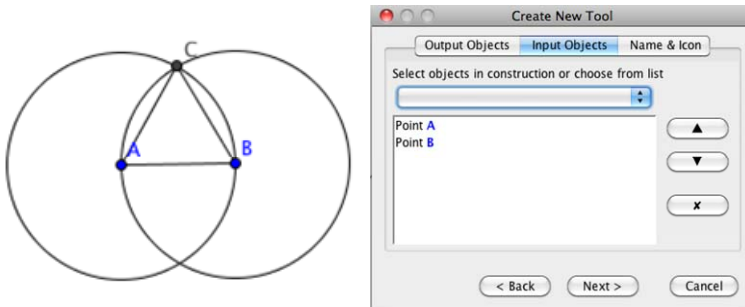 C
A
B
Create New Tool
Output Objects Input Objects Name & Icon
Select objects in construction or choose from list
Point A
Point B
< Back Next > Cancel